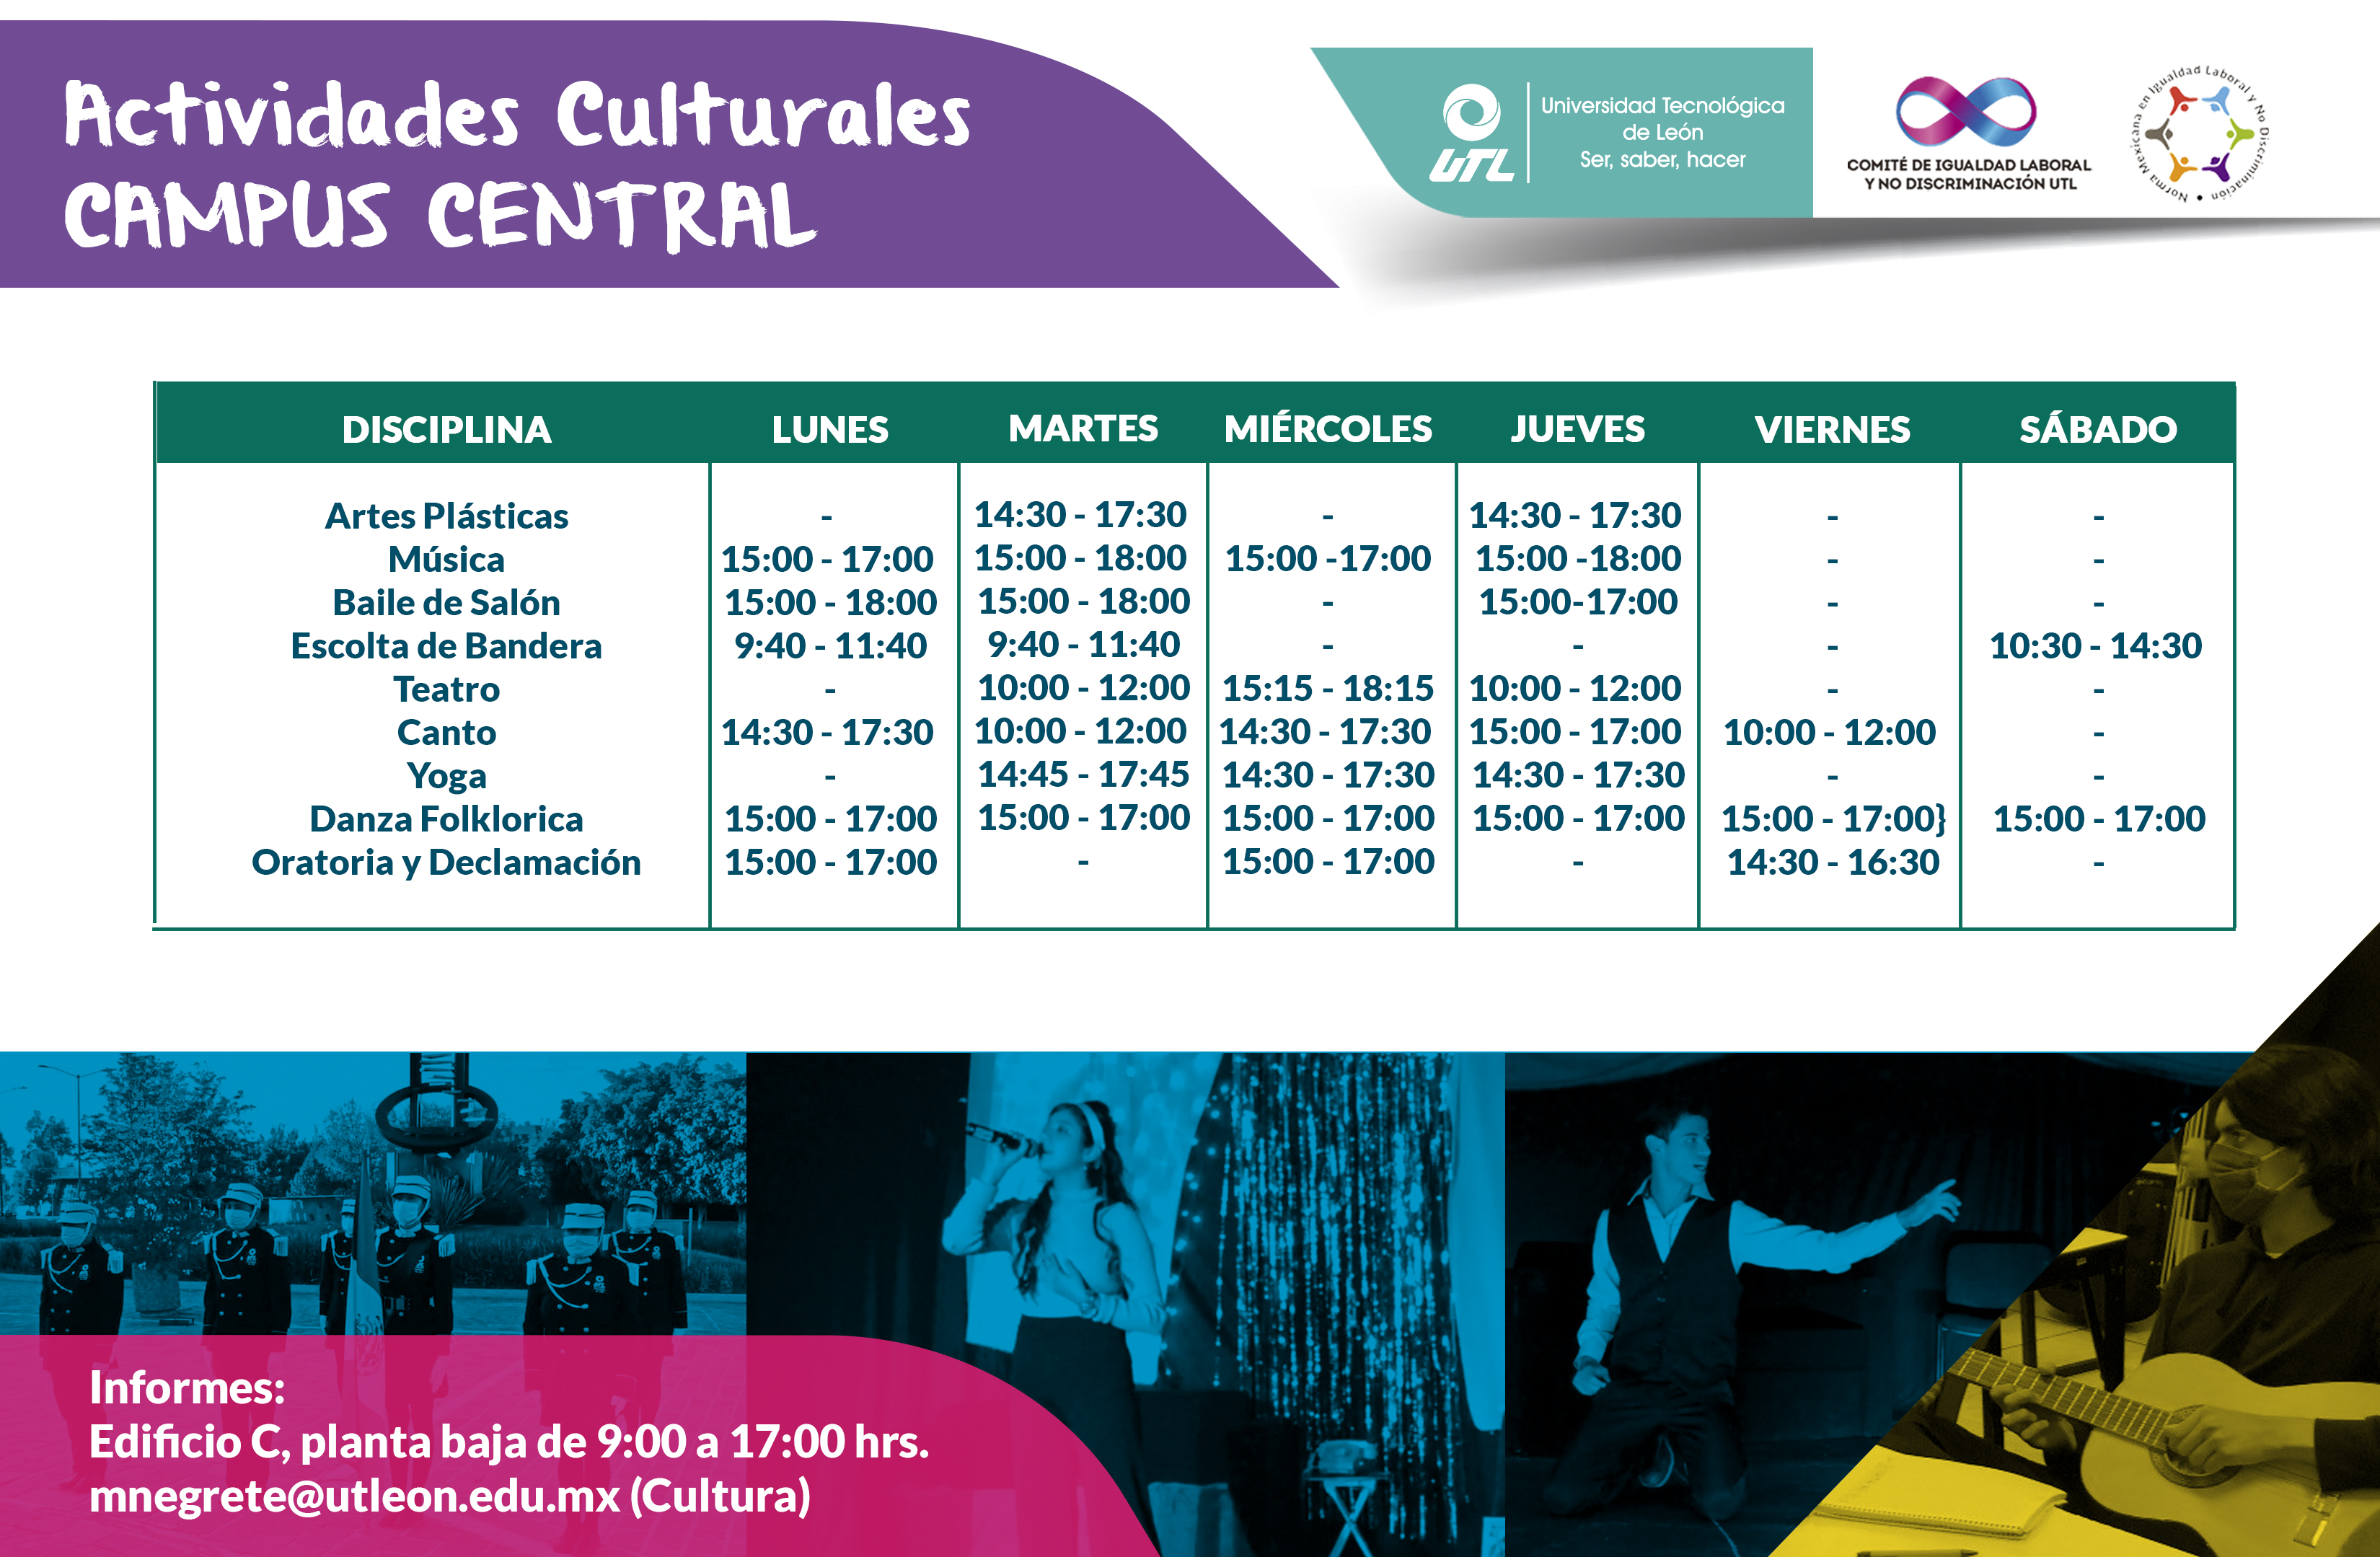 Actividades Culturales
CAMPUS CENTRAL
UTL
Universidad Tecnológica
de León
Ser, saber, hacer
COMITÉ DE IGUALDAD LABORAL
Y NO DISCRIMINACIÓN UTL
Norma Mexicana en Igualdad Laboral y No Discriminación •
DISCIPLINA LUNES MARTES MIÉRCOLES JUEVES VIERNES SÁBADO
Artes Plásticas - 14:30 - 17:30 - 14:30 - 17:30 - -
Música 15:00 - 17:00 15:00 - 18:00 15:00 -17:00 15:00 -18:00 - -
Baile de Salón 15:00 - 18:00 15:00 - 18:00 - 15:00-17:00 - -
Escolta de Bandera 9:40 - 11:40 9:40 - 11:40 - - - 10:30 - 14:30
Teatro - 10:00 - 12:00 15:15 - 18:15 10:00 - 12:00 - -
Canto 14:30 - 17:30 10:00 - 12:00 14:30 - 17:30 15:00 - 17:00 10:00 - 12:00 -
Yoga - 14:45 - 17:45 14:30 - 17:30 14:30 - 17:30 - -
Danza Folklorica 15:00 - 17:00 15:00 - 17:00 15:00 - 17:00 15:00 - 17:00 15:00 - 17:00} 15:00 - 17:00
Oratoria y Declamación 15:00 - 17:00 - 15:00 - 17:00 - 14:30 - 16:30 -
Informes:
Edificio C, planta baja de 9:00 a 17:00 hrs.
mnegrete@utleon.edu.mx (Cultura)